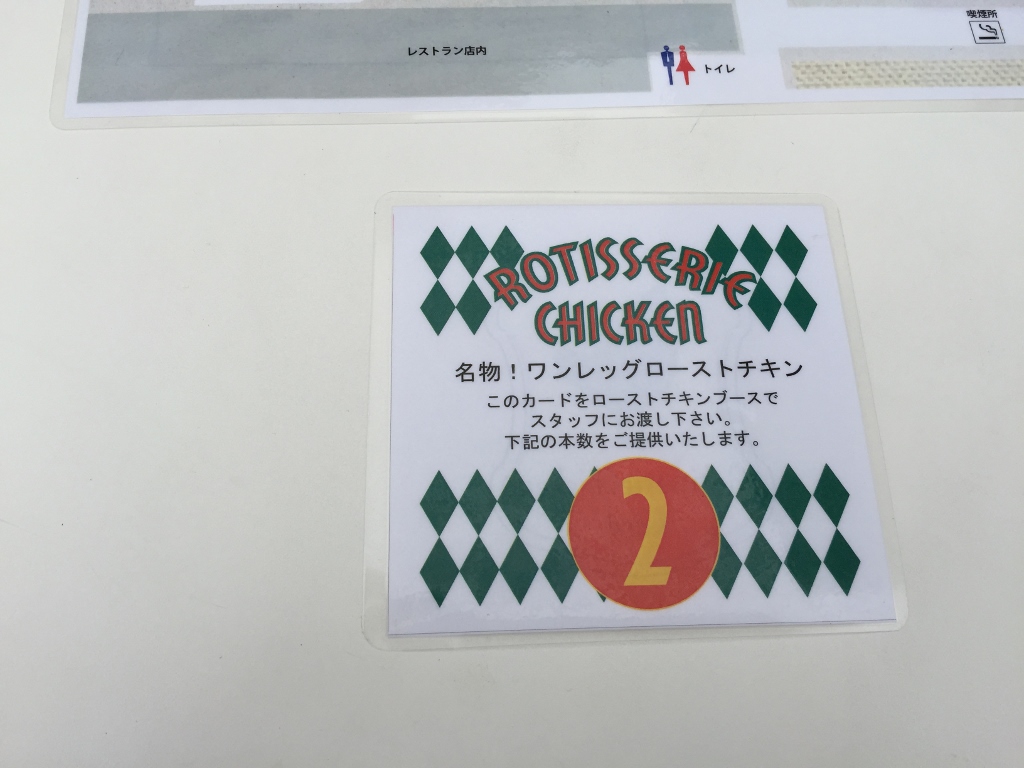 喫煙所
レストラン店内
トイレ
ROTISSERIE
CHICKEN
名物！ワンレッグローストチキン
このカードをローストチキンブースで
スタッフにお渡し下さい。
下記の本数をご提供いたします。
2